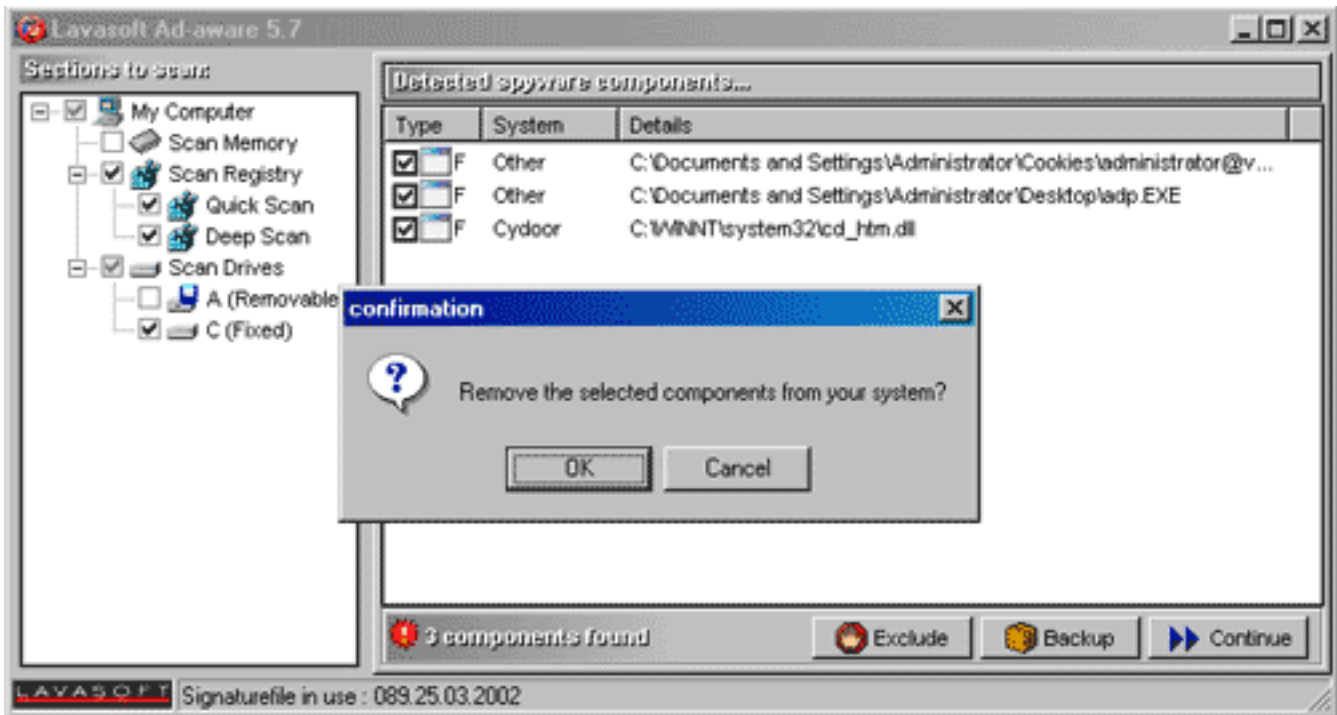 Lavasoft Ad-aware 5.7
Sections to scan:
My Computer
Scan Memory
Scan Registry
Quick Scan
Deep Scan
Scan Drives
A (Removable
C (Fixed)
Detected spyware components...
Type System Details
F Other C:\Documents and Settings\Administrator\Cookies\administrator@v...
F Other C:\Documents and Settings\Administrator\Desktop\adp.EXE
F Cydoor C:\WINNT\system32\cd_htm.dll
confirmation
Remove the selected components from your system?
OK Cancel
3 components found
Exclude Backup Continue
LAVASOFT Signaturefile in use : 089.25.03.2002